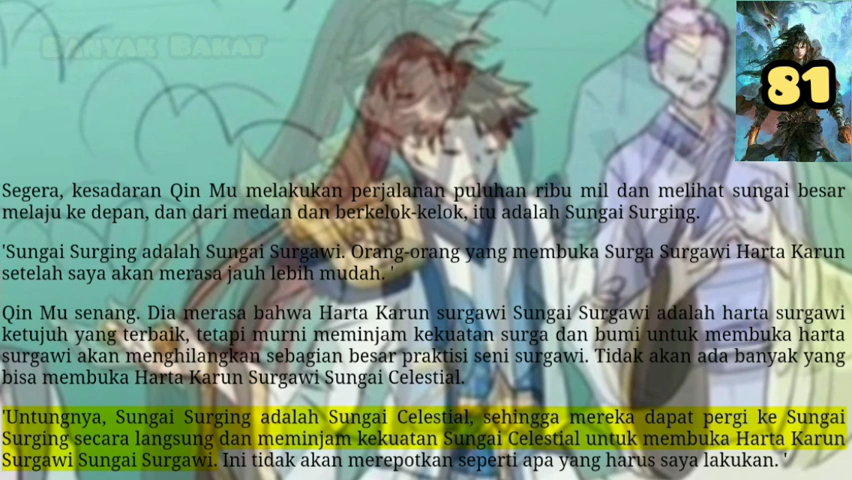 BANYAK BAKAT
81
Segera, kesadaran Qin Mu melakukan perjalanan puluhan ribu mil dan melihat sungai besar
melaju ke depan, dan dari medan dan berkelok-kelok, itu adalah Sungai Surging.
'Sungai Surging adalah Sungai Surgawi. Orang-orang yang membuka Surga Surgawi Harta Karun
setelah saya akan merasa jauh lebih mudah. '
Qin Mu senang. Dia merasa bahwa Harta Karun surgawi Sungai Surgawi adalah harta surgawi
ketujuh yang terbaik, tetapi murni meminjam kekuatan surga dan bumi untuk membuka harta
surgawi akan menghilangkan sebagian besar praktisi seni surgawi. Tidak akan ada banyak yang
bisa membuka Harta Karun Surgawi Sungai Celestial.
'Untungnya, Sungai Surging adalah Sungai Celestial, sehingga mereka dapat pergi ke Sungai
Surging secara langsung dan meminjam kekuatan Sungai Celestial untuk membuka Harta Karun
Surgawi Sungai Surgawi. Ini tidak akan merepotkan seperti apa yang harus saya lakukan. '